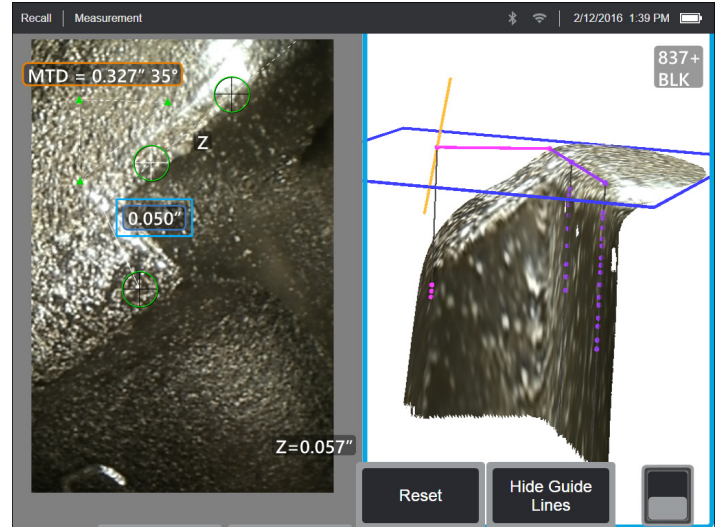 Recall Measurement 2/12/2016 1:39 PM
MTD = 0.327" 35°
Z
0.050"
Z=0.057"
837+
BLK
Reset
Hide Guide
Lines